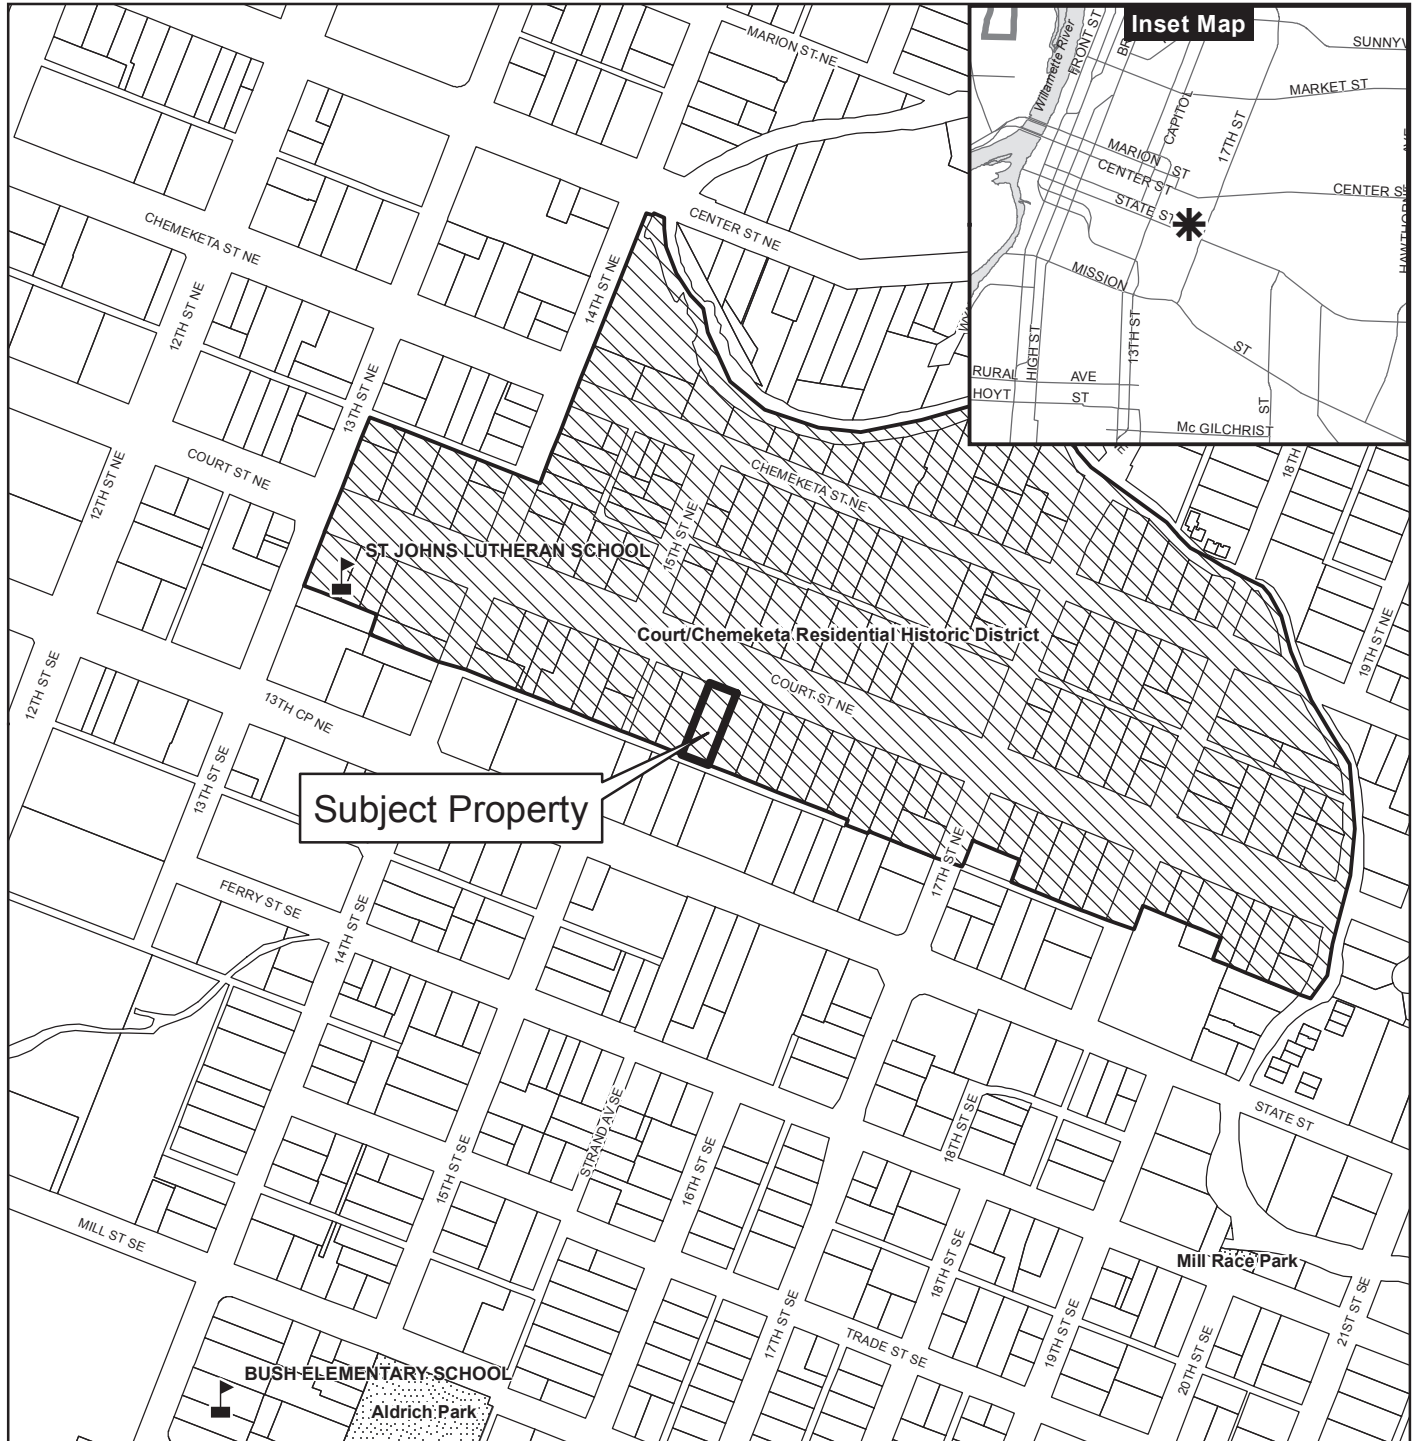 Inset Map
Willamette River
FRONT ST
SUNNYV
MARKET ST
CAPITOL
17TH ST
MARION ST
CENTER ST
CENTER S
STATE ST
HAWTHORNE AVE
MISSION
ST
HIGH ST
13TH ST
RURAL AVE
HOYT ST
ST
Mc GILCHRIST
MARION ST NE
CENTER ST NE
CHEMEKETA ST NE
14TH ST NE
12TH ST NE
13TH ST NE
COURT ST NE
12TH ST NE
18TH
CHEMEKETA ST NE
15TH ST NE
ST JOHNS LUTHERAN SCHOOL
Court/Chemeketa Residential Historic District
19TH ST NE
COURT ST NE
12TH ST SE
13TH CP NE
13TH ST SE
Subject Property
17TH ST NE
FERRY ST SE
14TH ST SE
STATE ST
STRAND AV SE
18TH ST SE
15TH ST SE
16TH ST SE
MILL ST SE
18TH ST SE
Mill Race Park
17TH ST SE
TRADE ST SE
19TH ST SE
20TH ST SE
21ST ST SE
BUSH ELEMENTARY SCHOOL
Aldrich Park